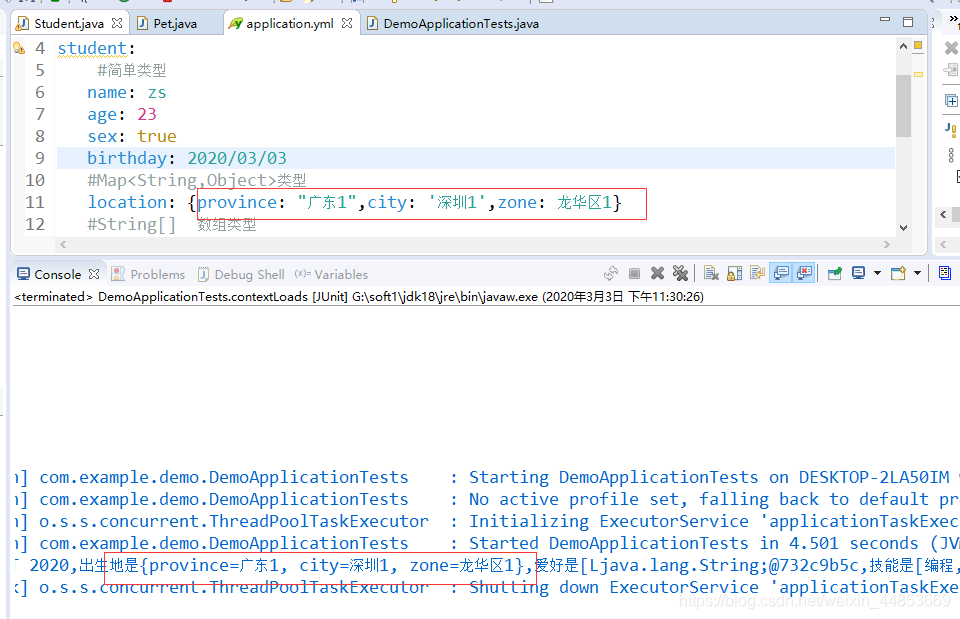 Student.java Pet.java application.yml DemoApplicationTests.java
4 student:
5 #简单类型
6 name: zs
7 age: 23
8 sex: true
9 birthday: 2020/03/03
10 #Map<String,Object>类型
11 location: {province: "广东1",city: '深圳1',zone: 龙华区1}
12 #String[] 数组类型
Console Problems Debug Shell (x)= Variables
<terminated> DemoApplicationTests.contextLoads [JUnit] G:\soft1\jdk18\jre\bin\javaw.exe (2020年3月3日 下午11:30:26)
] com.example.demo.DemoApplicationTests : Starting DemoApplicationTests on DESKTOP-2LA50IM
] com.example.demo.DemoApplicationTests : No active profile set, falling back to default pr
] o.s.s.concurrent.ThreadPoolTaskExecutor : Initializing ExecutorService 'applicationTaskExec
] com.example.demo.DemoApplicationTests : Started DemoApplicationTests in 4.501 seconds (JV
2020,出生地是{province=广东1, city=深圳1, zone=龙华区1},爱好是[Ljava.lang.String;@732c9b5c,技能是[编程,
] o.s.s.concurrent.ThreadPoolTaskExecutor : Shutting down ExecutorService 'applicationTaskExe
https://blog.csdn.net/weixin_44853669